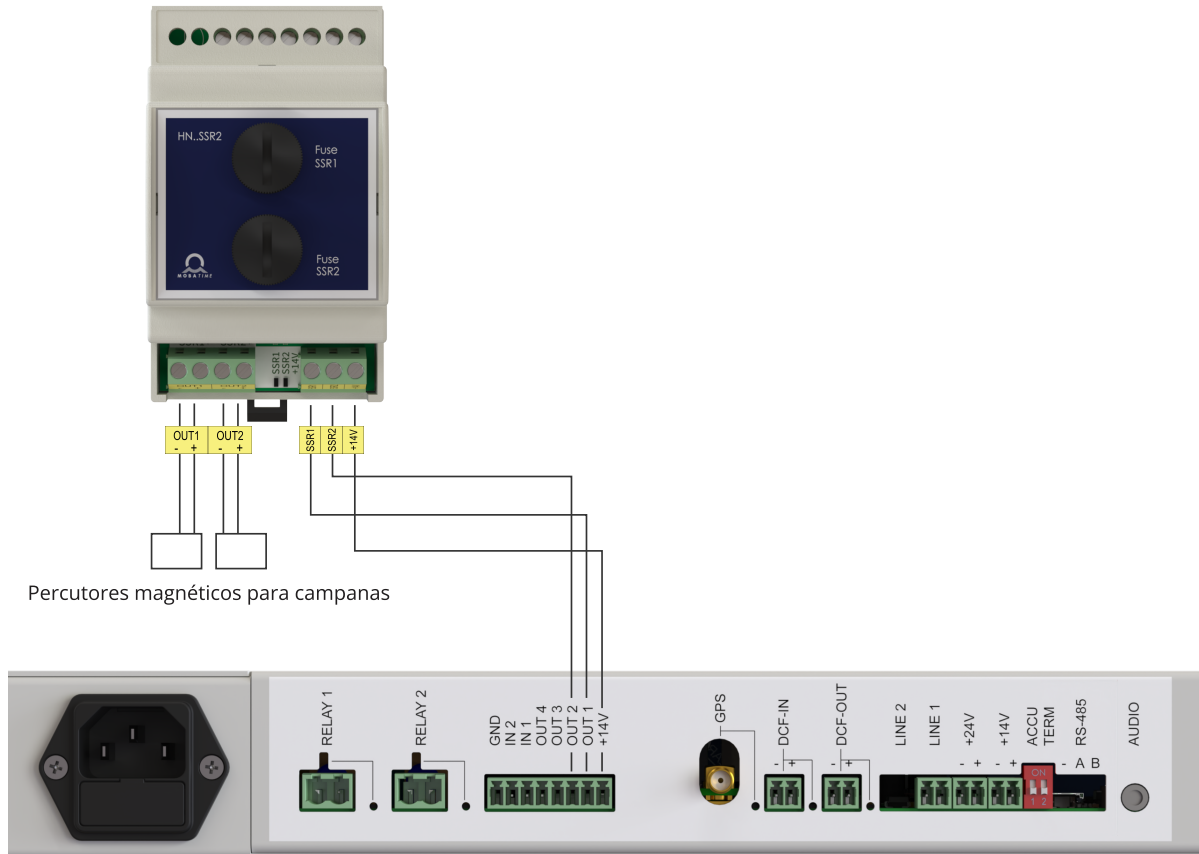 HN..SSR2
Fuse
SSR1
Fuse
SSR2
MOBATIME
SSR1
SSR2
+14V
OUT1
- +
OUT2
- +
SSR1
SSR2
+14V
Percutores magnéticos para campanas
RELAY 1
RELAY 2
GND
IN 2
IN 1
OUT 4
OUT 3
OUT 2
OUT 1
+14V
GPS
DCF-IN
- +
DCF-OUT
- +
LINE 2
LINE 1
+24V
- +
+14V
- +
ACCU
TERM
ON
1 2
RS-485
- A B
AUDIO